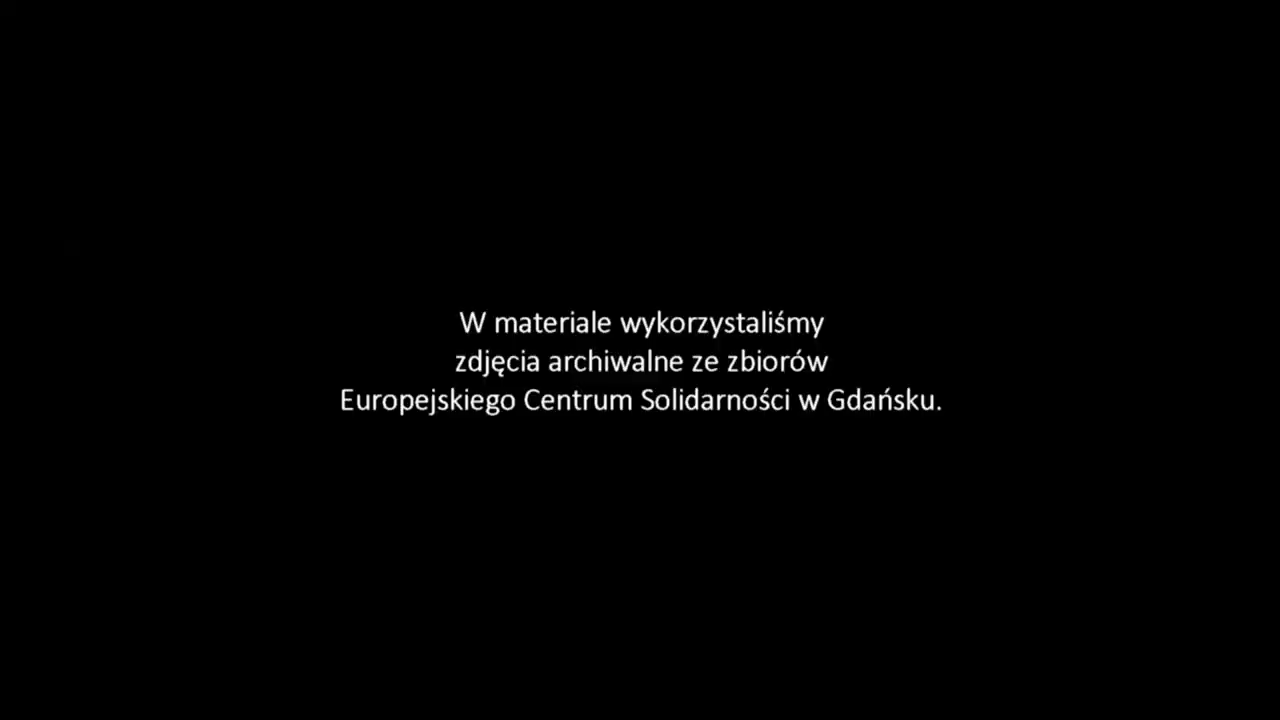 W materiale wykorzystaliśmy
zdjęcia archiwalne ze zbiorów
Europejskiego Centrum Solidarności w Gdańsku.